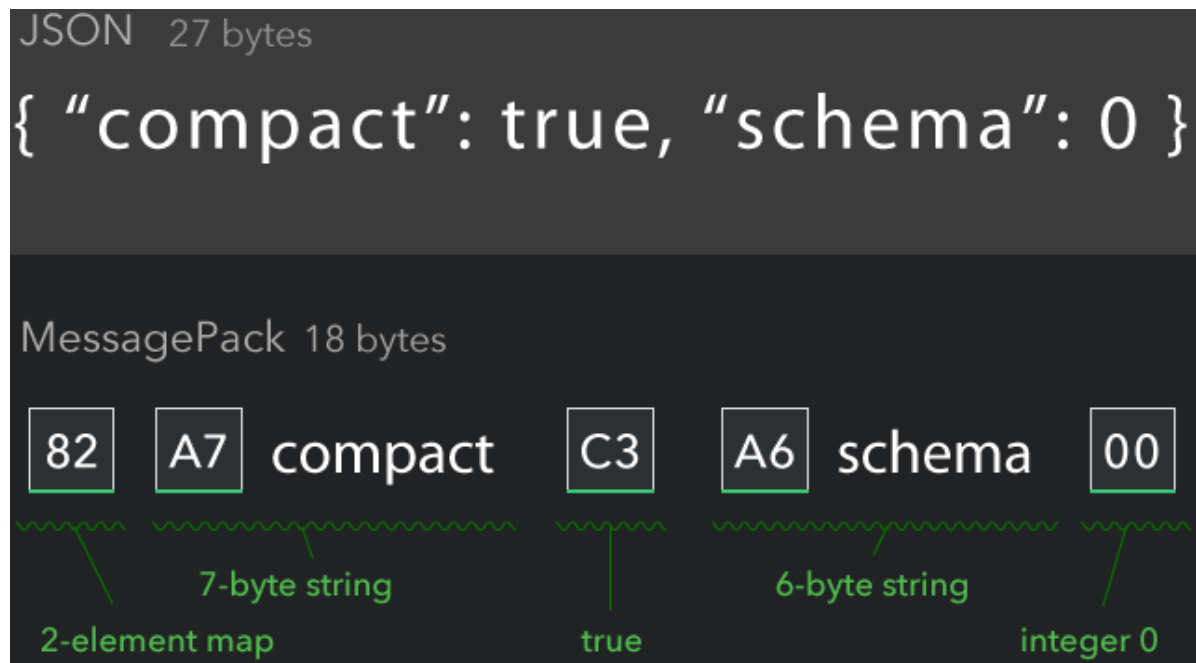 JSON 27 bytes
{ “compact”: true, “schema”: 0 }
MessagePack 18 bytes
82 A7 compact C3 A6 schema 00
7-byte string 6-byte string
2-element map true integer 0